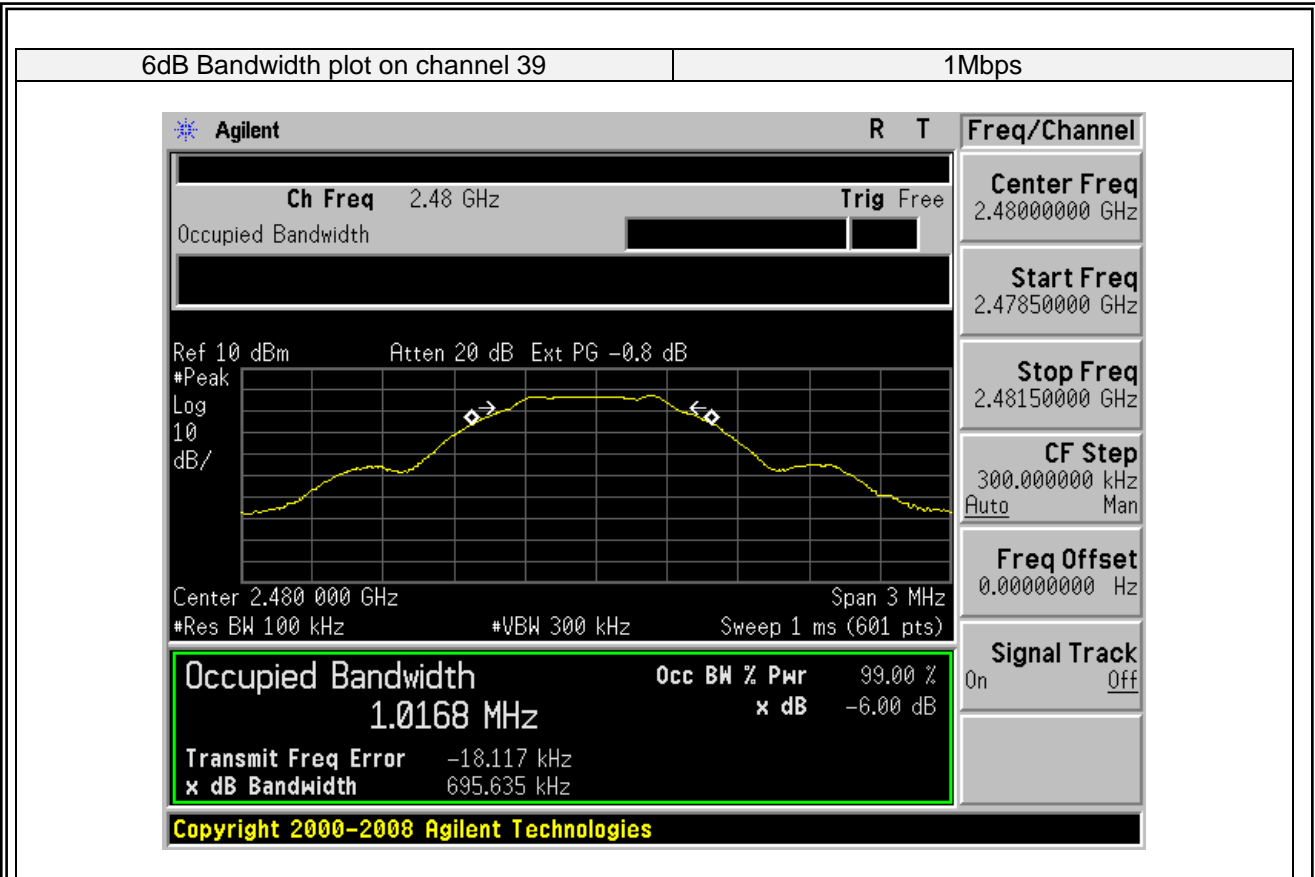 6dB Bandwidth plot on channel 39 1Mbps
Agilent R T Freq/Channel
Ch Freq 2.48 GHz Trig Free
Occupied Bandwidth
Center Freq
2.48000000 GHz
Start Freq
2.47850000 GHz
Stop Freq
2.48150000 GHz
CF Step
300.000000 kHz
Auto Man
Freq Offset
0.00000000 Hz
Signal Track
On Off
Ref 10 dBm Atten 20 dB Ext PG -0.8 dB
#Peak
Log
10
dB/
Center 2.480 000 GHz Span 3 MHz
#Res BW 100 kHz #VBW 300 kHz Sweep 1 ms (601 pts)
Occupied Bandwidth Occ BW % Pwr 99.00 %
1.0168 MHz x dB -6.00 dB
Transmit Freq Error -18.117 kHz
x dB Bandwidth 695.635 kHz
Copyright 2000-2008 Agilent Technologies